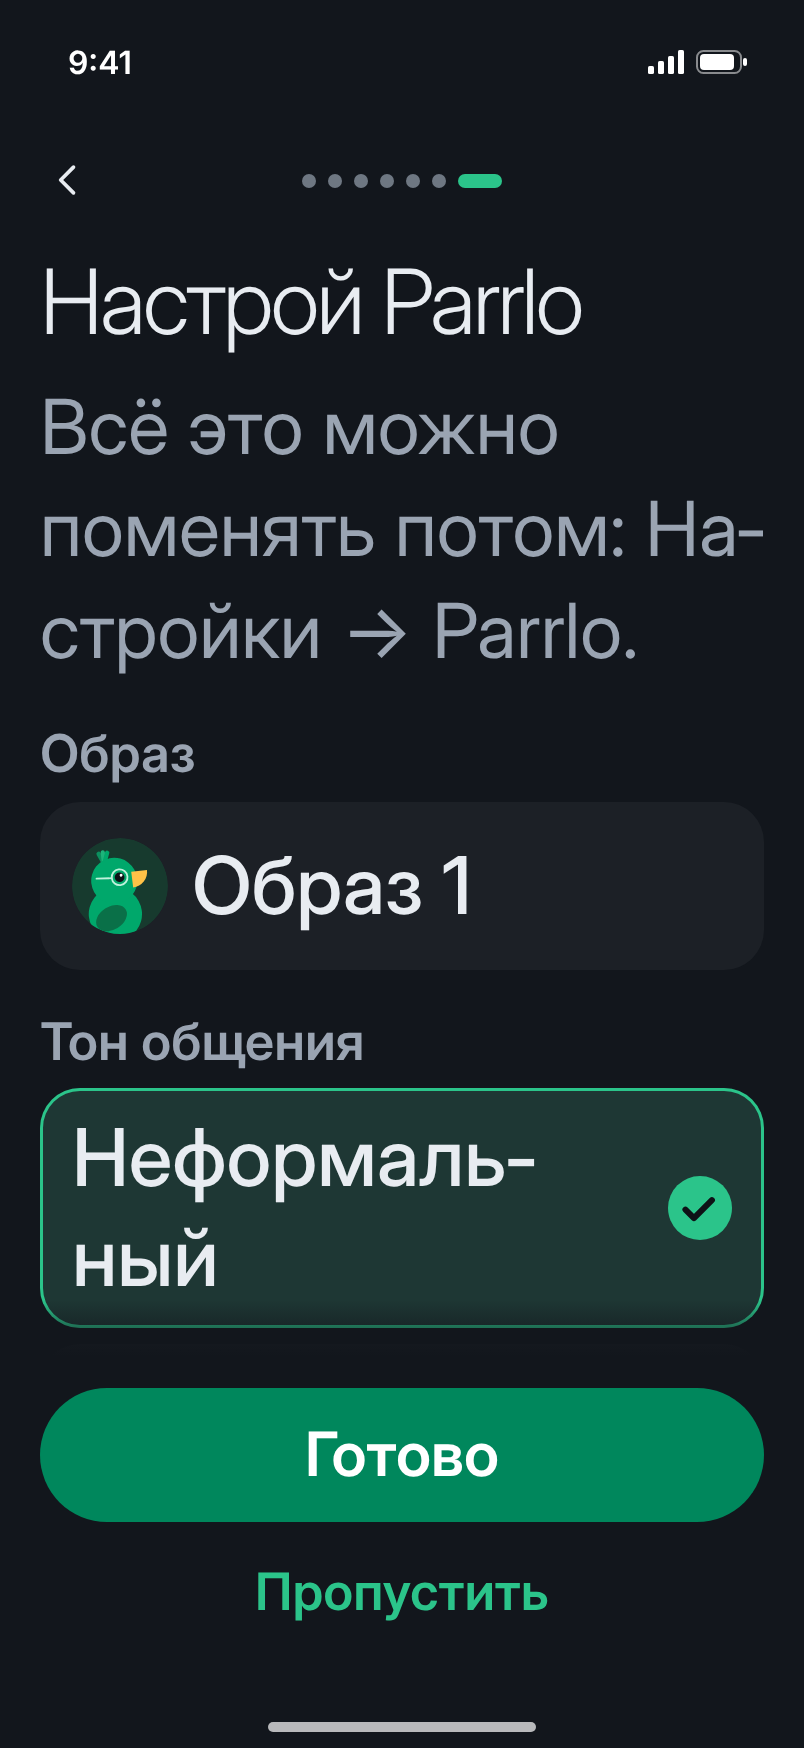 9:41
Настрой Parrlo
Всё это можно
поменять потом: На-
стройки → Parrlo.
Образ
Образ 1
Тон общения
Неформаль-
ный
Готово
Пропустить